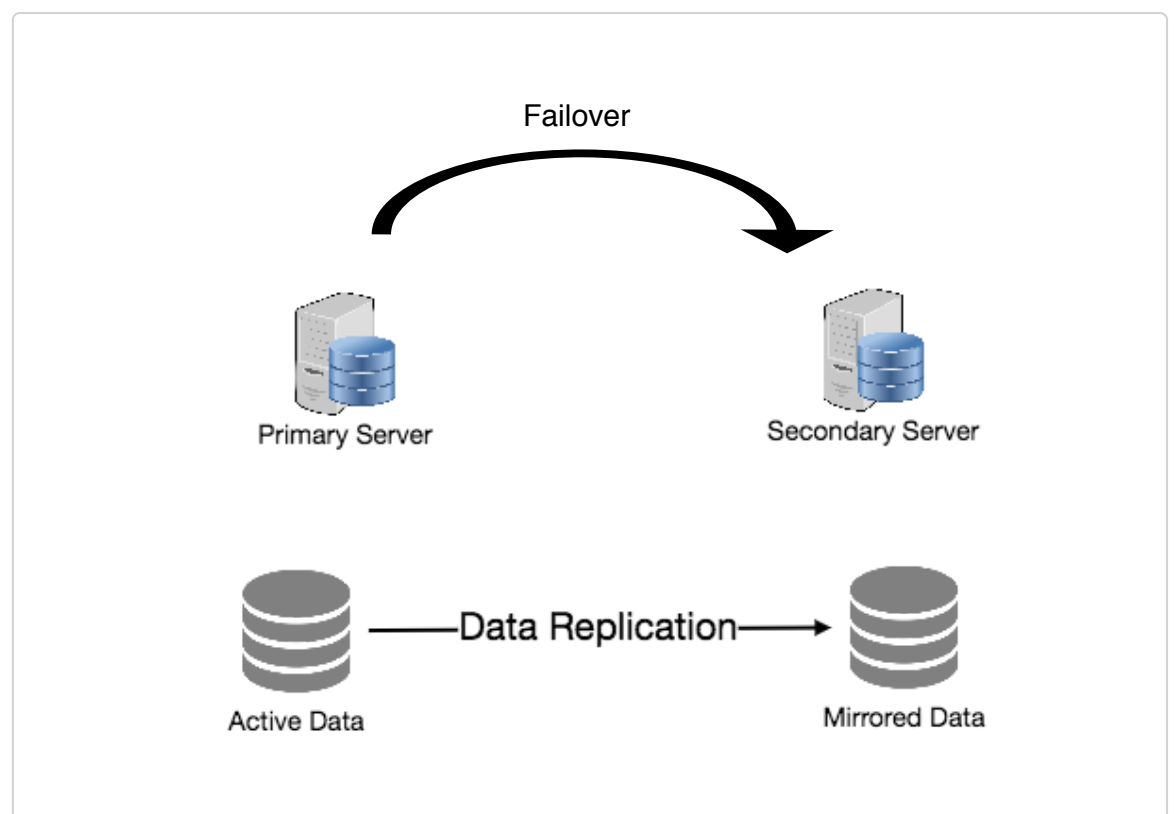 Failover
Primary Server
Secondary Server
Data Replication
Active Data
Mirrored Data